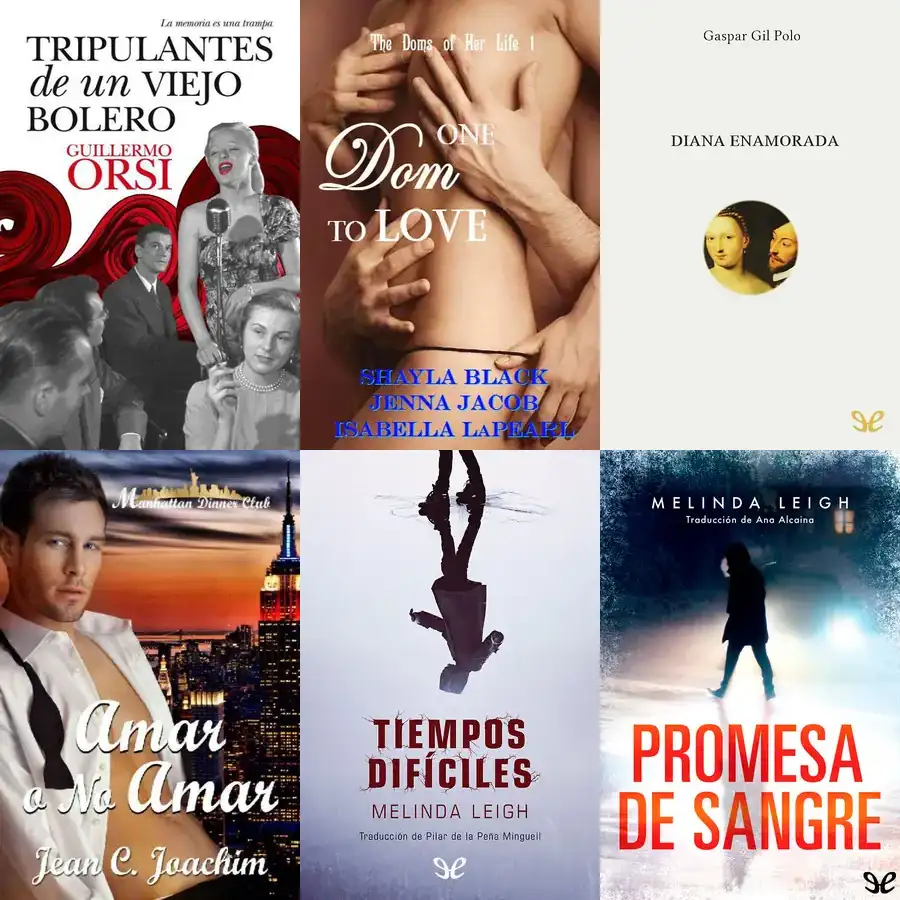 La memoria es una trampa
TRIPULANTES
de un VIEJO
BOLERO
GUILLERMO
ORSI
The Doms of Her Life 1
ONE
Dom
TO LOVE
SHAYLA BLACK
JENNA JACOB
ISABELLA LAPEARL
Gaspar Gil Polo
DIANA ENAMORADA
Manhattan Dinner Club
Amar
o No Amar
Jean C. Joachim
TIEMPOS
DIFÍCILES
MELINDA LEIGH
Traducción de Pilar de la Peña Minguell
MELINDA LEIGH
Traducción de Ana Alcaina
PROMESA
DE SANGRE